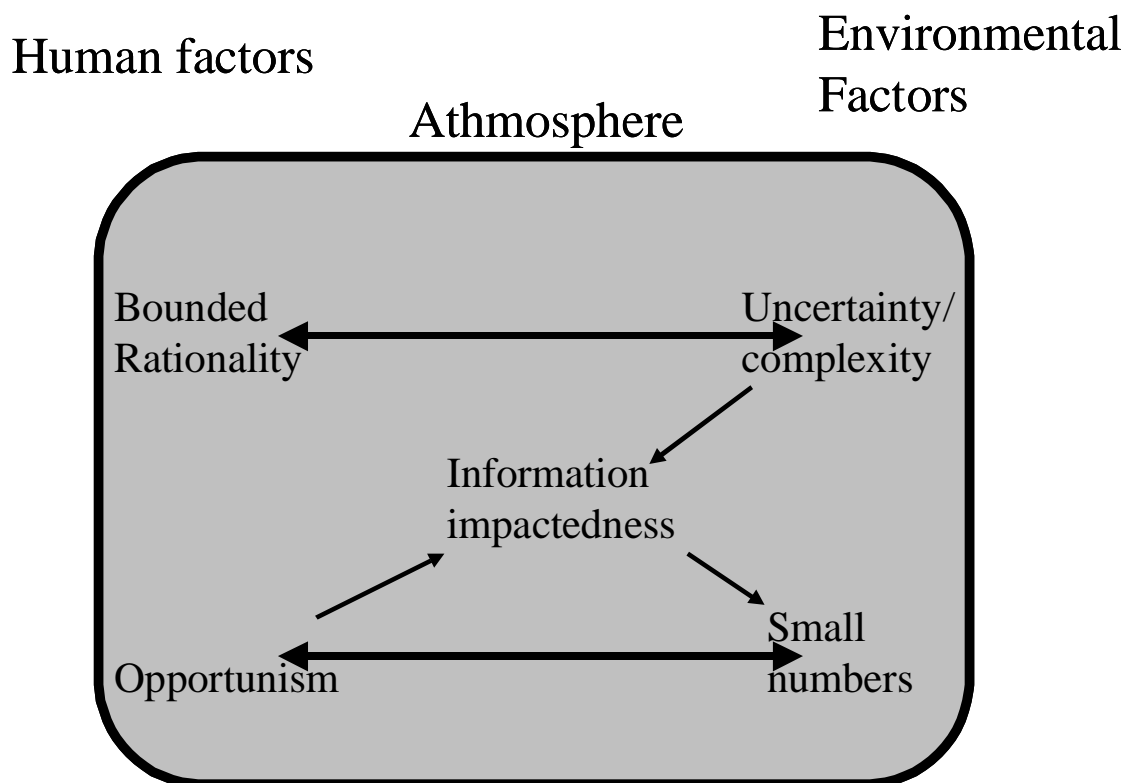 Human factors
Environmental
Factors
Athmosphere
Bounded
Rationality
Uncertainty/
complexity
Information
impactedness
Opportunism
Small
numbers